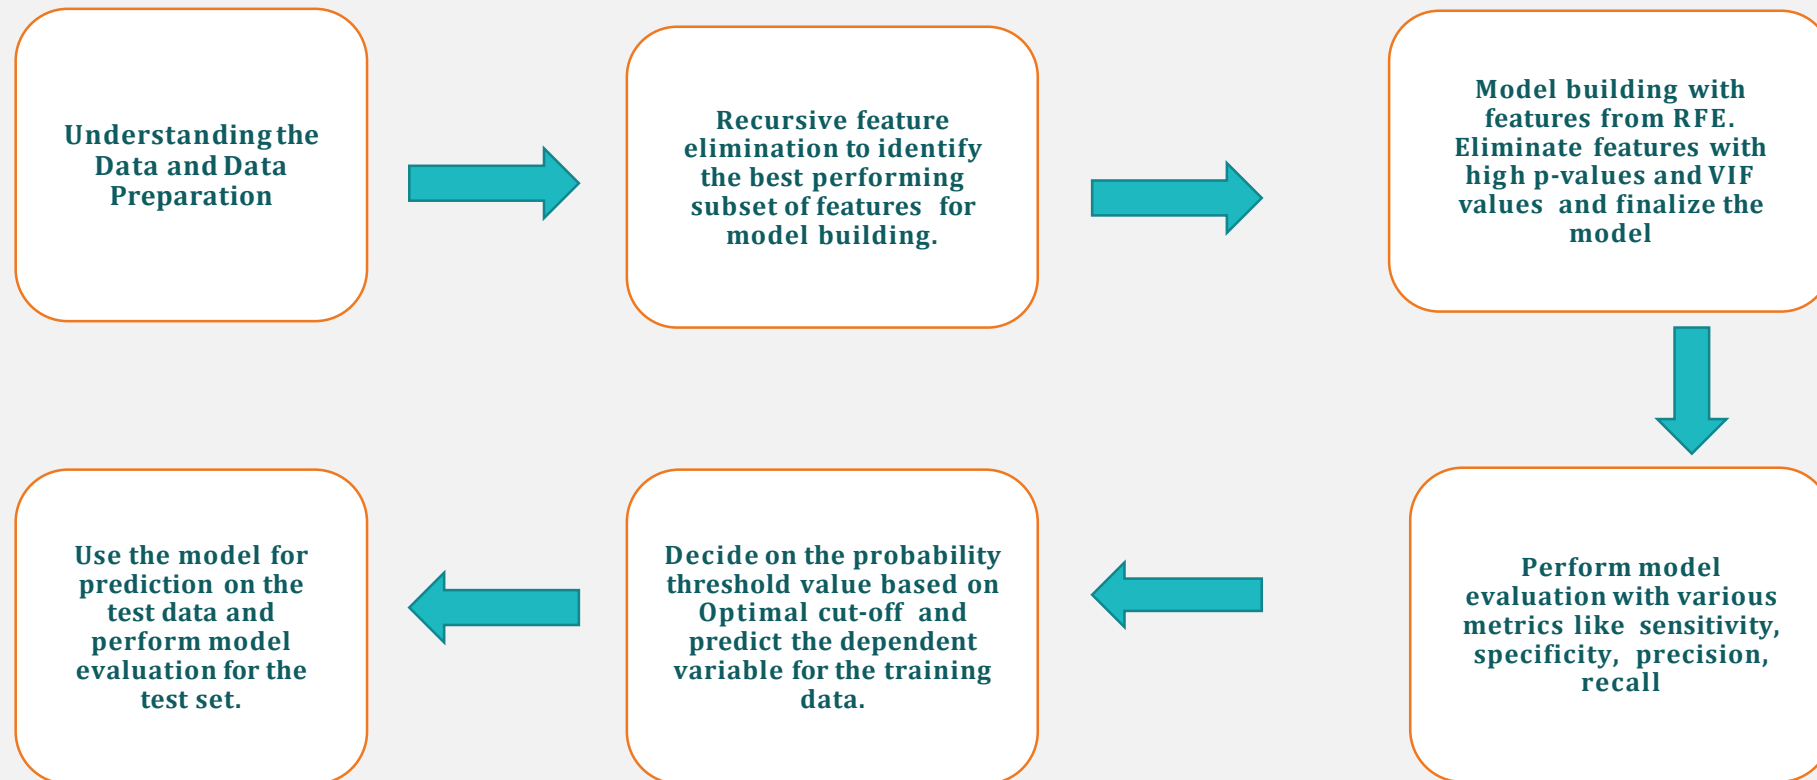 Understanding the
Data and Data
Preparation
Recursive feature
elimination to identify
the best performing
subset of features for
model building.
Model building with
features from RFE.
Eliminate features with
high p-values and VIF
values and finalize the
model
Perform model
evaluation with various
metrics like sensitivity,
specificity, precision,
recall
Decide on the probability
threshold value based on
Optimal cut-off and
predict the dependent
variable for the training
data.
Use the model for
prediction on the
test data and
perform model
evaluation for the
test set.